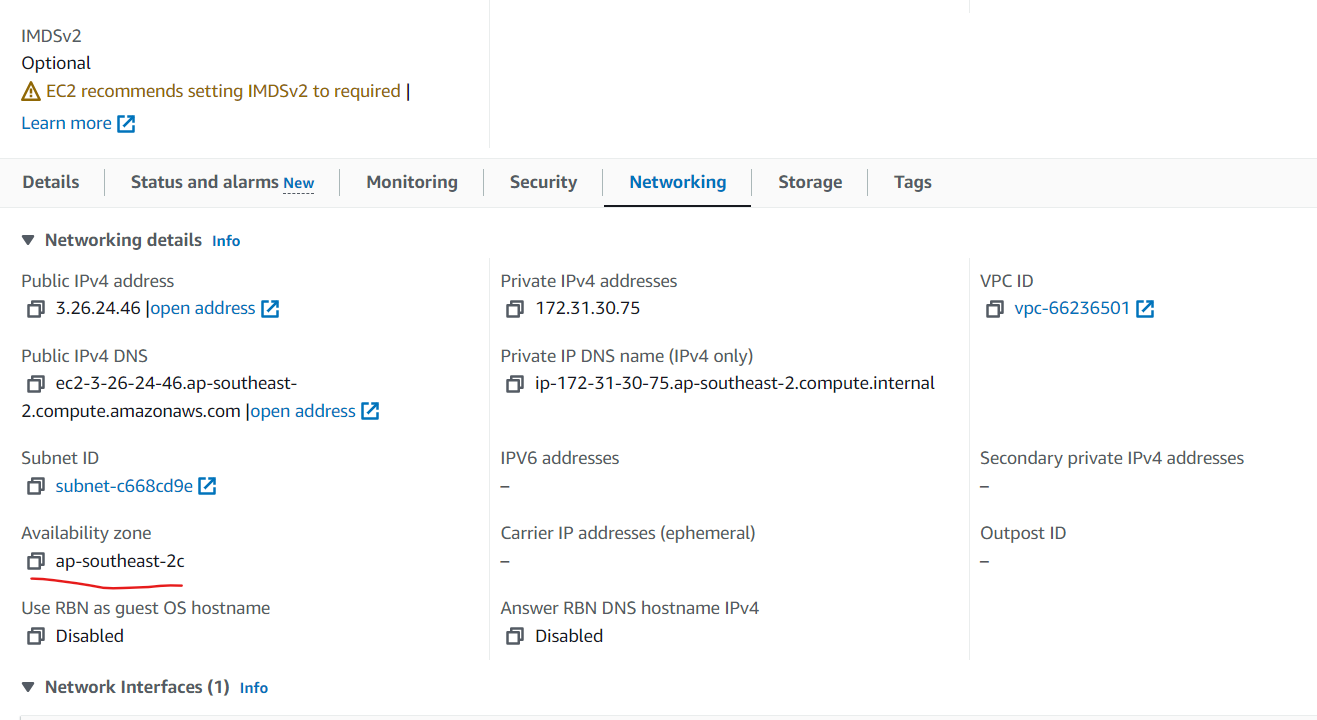 IMDSv2
Optional
EC2 recommends setting IMDSv2 to required |
Learn more
Details Status and alarms New Monitoring Security Networking Storage Tags
Networking details Info
Public IPv4 address
3.26.24.46 |open address
Private IPv4 addresses
172.31.30.75
VPC ID
vpc-66236501
Public IPv4 DNS
ec2-3-26-24-46.ap-southeast-
2.compute.amazonaws.com |open address
Private IP DNS name (IPv4 only)
ip-172-31-30-75.ap-southeast-2.compute.internal
Subnet ID
subnet-c668cd9e
IPV6 addresses
–
Secondary private IPv4 addresses
–
Availability zone
ap-southeast-2c
Carrier IP addresses (ephemeral)
–
Outpost ID
–
Use RBN as guest OS hostname
Disabled
Answer RBN DNS hostname IPv4
Disabled
Network Interfaces (1) Info